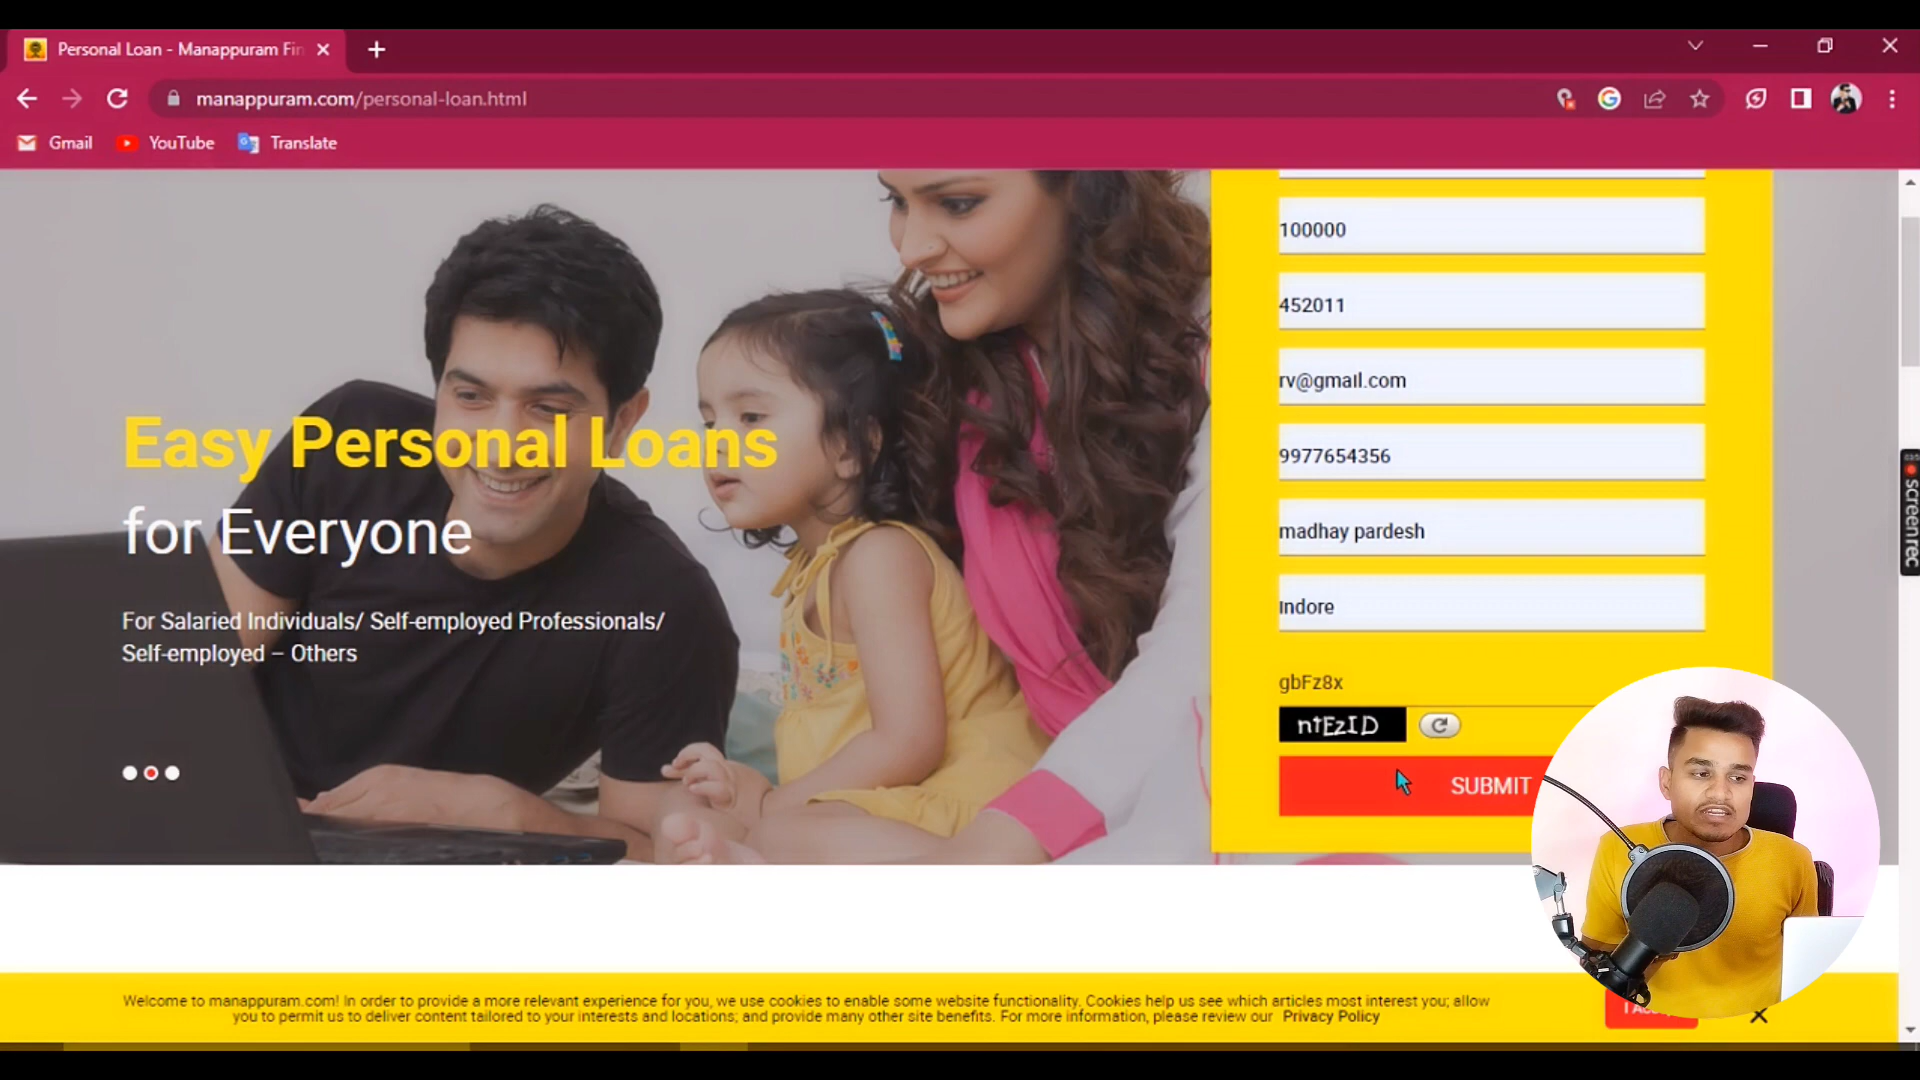 Personal Loan - Manappuram Fin
manappuram.com/personal-loan.html
Gmail
YouTube
Translate
100000
452011
rv@gmail.com
9977654356
madhay pardesh
Indore
gbFz8x
ntEzID
SUBMIT
Easy Personal Loans
for Everyone
For Salaried Individuals/ Self-employed Professionals/
Self-employed – Others
screenrec
Welcome to manappuram.com! In order to provide a more relevant experience for you, we use cookies to enable some website functionality. Cookies help us see which articles most interest you; allow
you to permit us to deliver content tailored to your interests and locations; and provide many other site benefits. For more information, please review our Privacy Policy